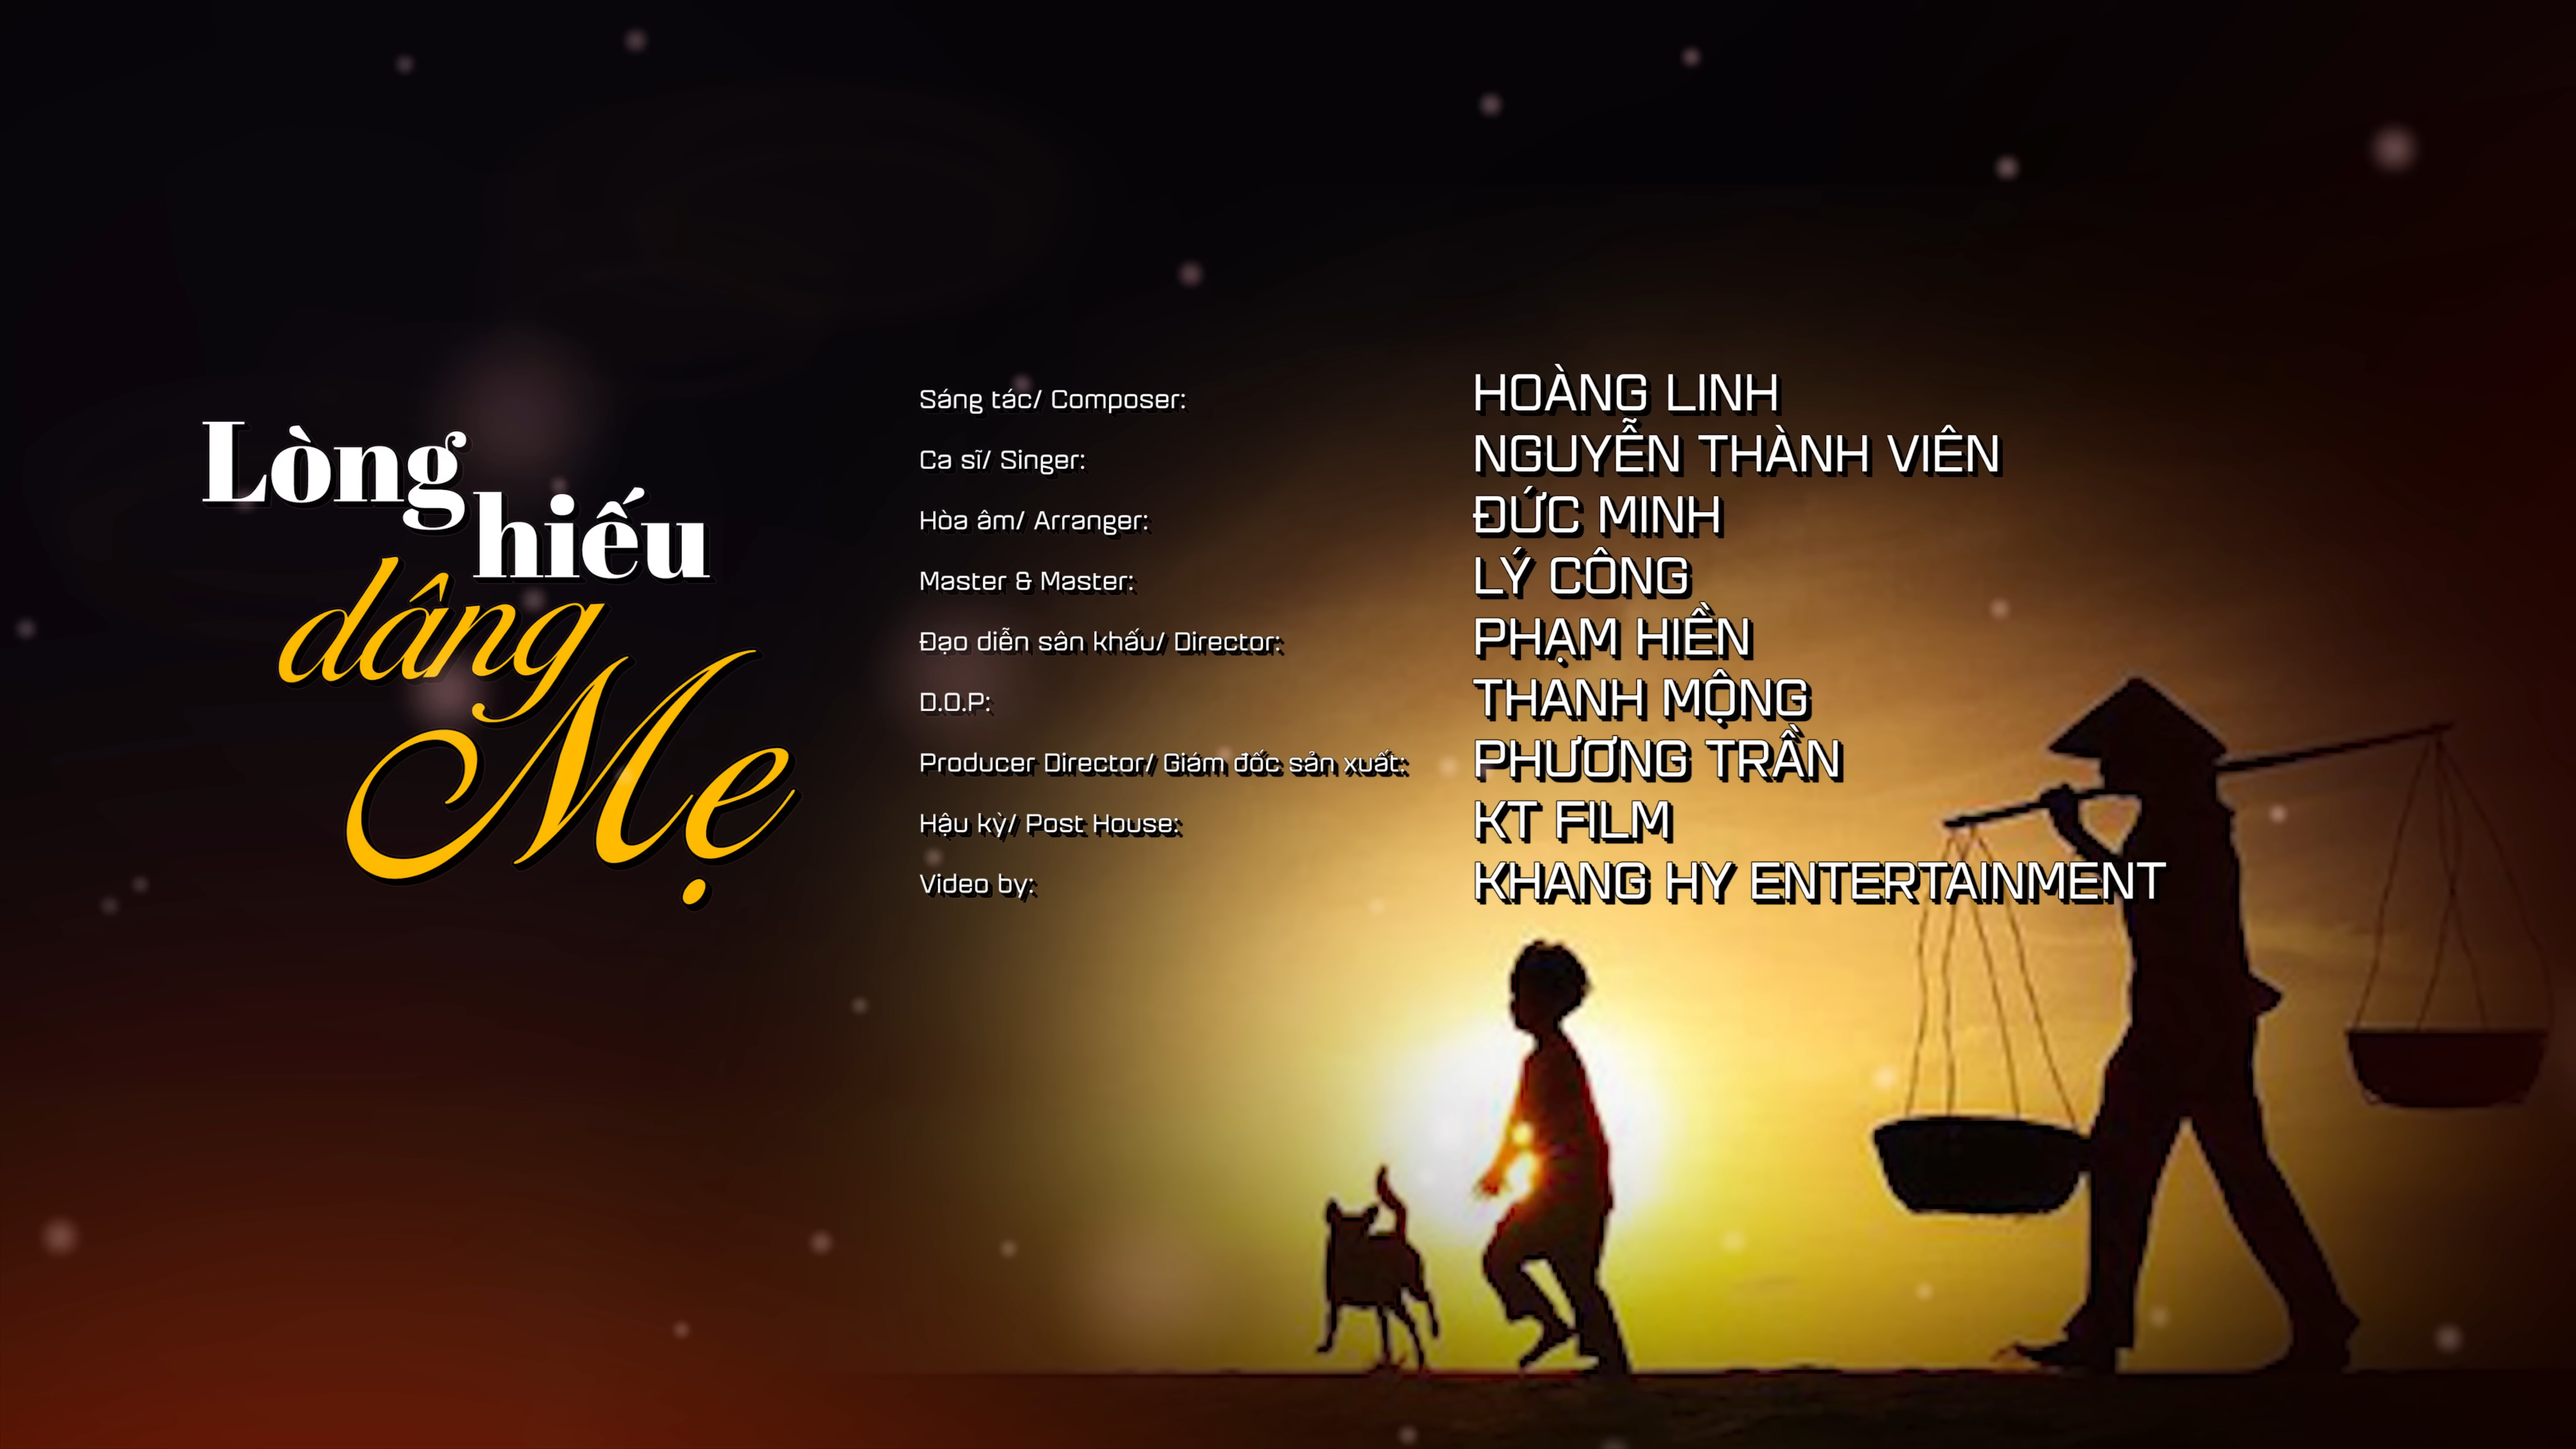 Lòng
hiếu
dâng
Mẹ
Sáng tác/ Composer: HOÀNG LINH
Ca sĩ/ Singer: NGUYỄN THÀNH VIÊN
Hòa âm/ Arranger: ĐỨC MINH
Master & Master: LÝ CÔNG
Đạo diễn sân khấu/ Director: PHẠM HIỀN
D.O.P: THANH MỘNG
Producer Director/ Giám đốc sản xuất: PHƯƠNG TRẦN
Hậu kỳ/ Post House: KT FILM
Video by: KHANG HY ENTERTAINMENT